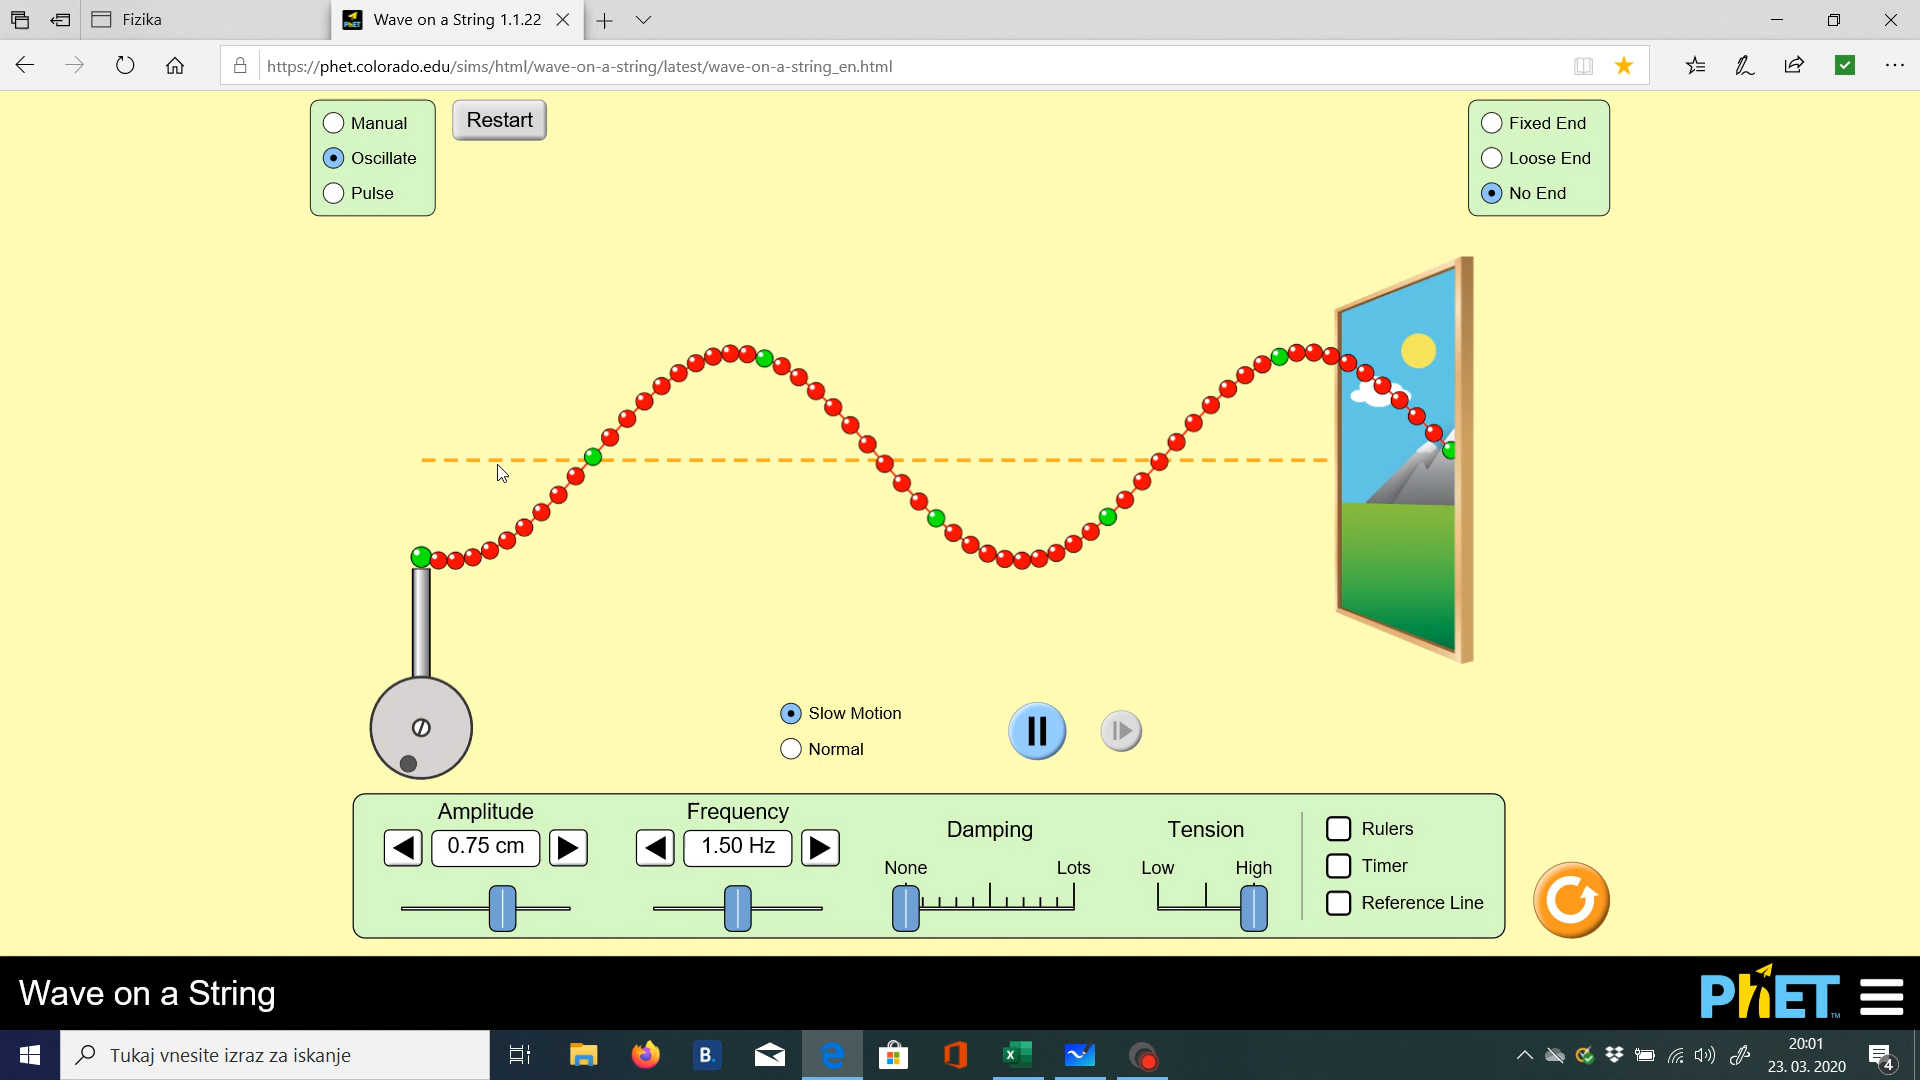 Fizika
Wave on a String 1.1.22
https://phet.colorado.edu/sims/html/wave-on-a-string/latest/wave-on-a-string_en.html
Manual
Oscillate
Pulse
Restart
Fixed End
Loose End
No End
Slow Motion
Normal
Amplitude
0.75 cm
Frequency
1.50 Hz
Damping
None
Lots
Tension
Low
High
Rulers
Timer
Reference Line
Wave on a String
PhET
Tukaj vnesite izraz za iskanje
B.
20:01
23. 03. 2020
4